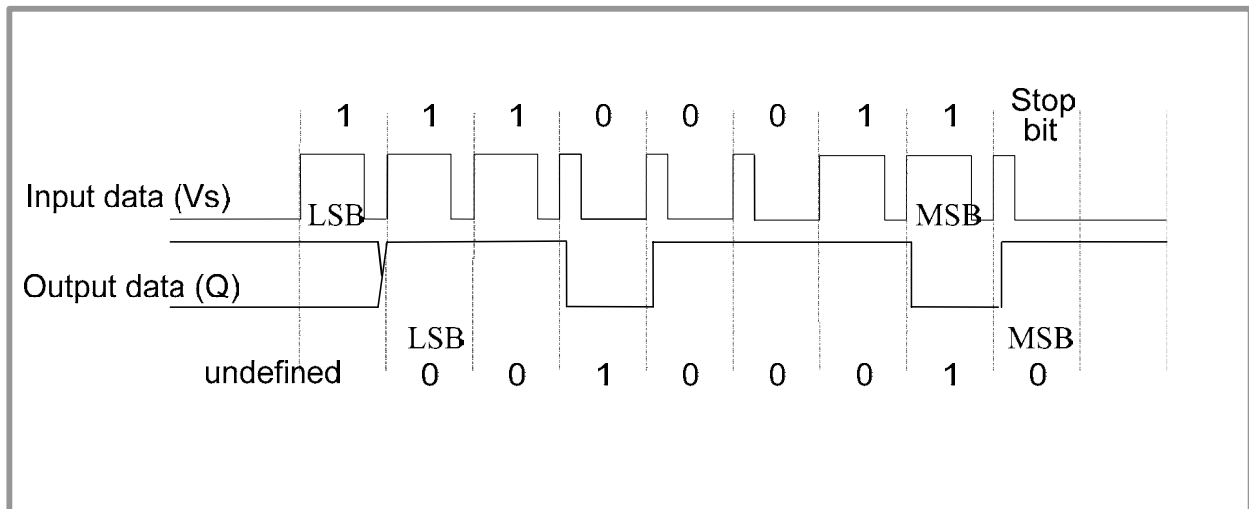 1 1 1 0 0 0 1 1 Stop bit
Input data (Vs)
LSB MSB
Output data (Q)
LSB MSB
undefined 0 0 1 0 0 0 1 0